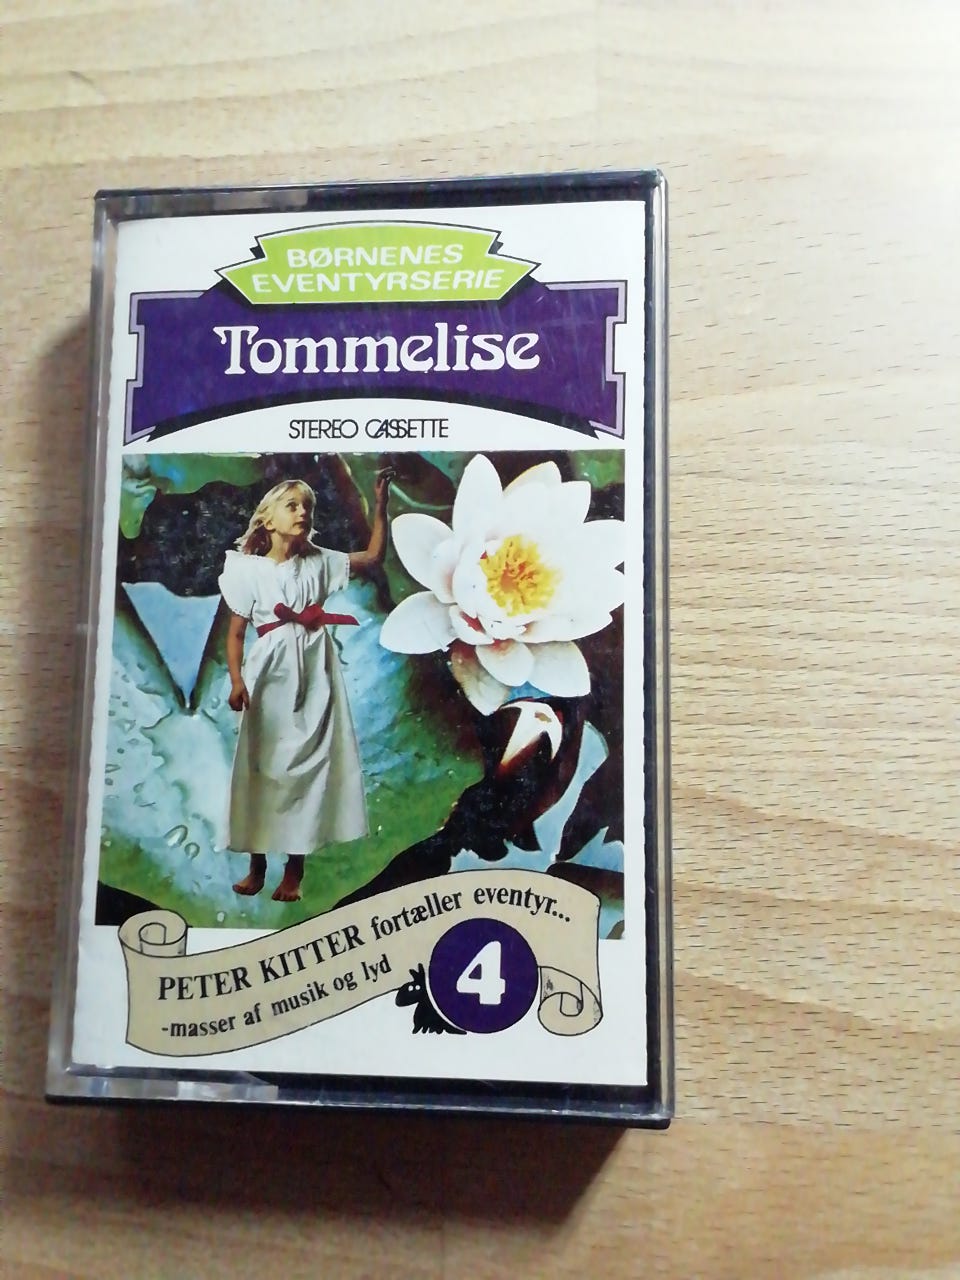 BØRNENES
EVENTYRSERIE
Tommelise
STEREO CASSETTE
PETER KITTER fortæller eventyr...
-masser af musik og lyd
4